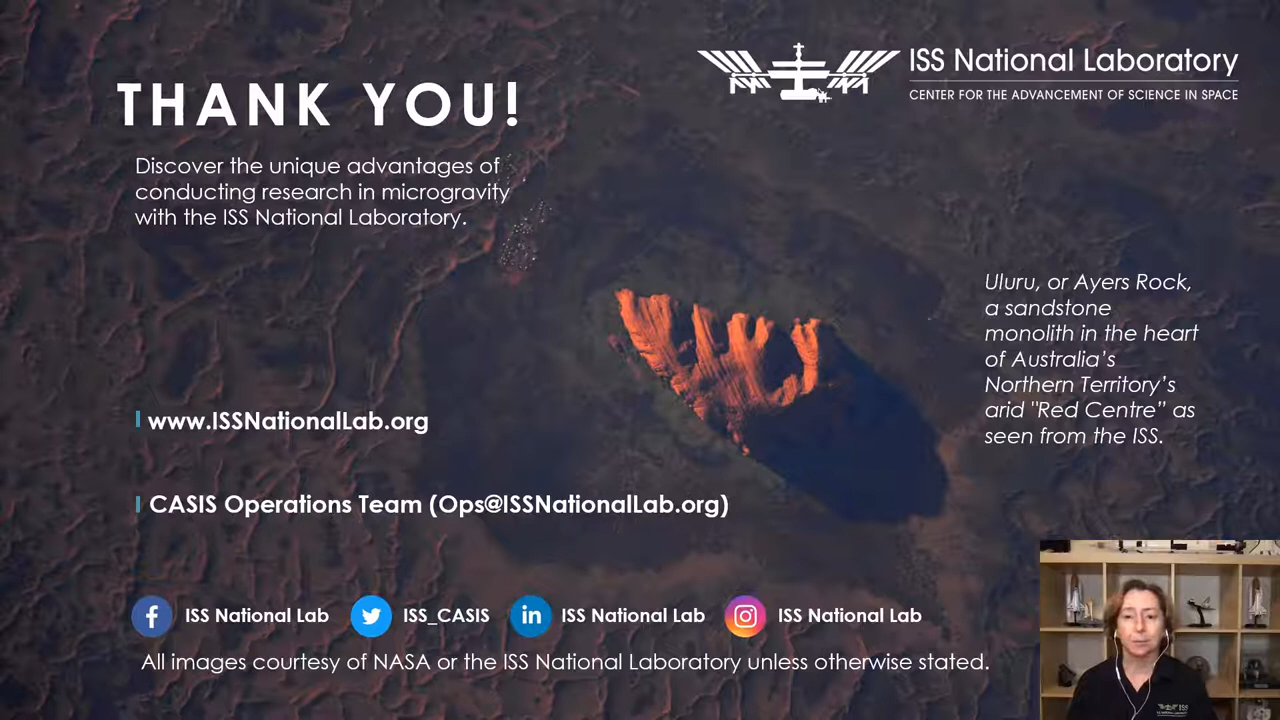 ISS National Laboratory
CENTER FOR THE ADVANCEMENT OF SCIENCE IN SPACE
THANK YOU!
Discover the unique advantages of
conducting research in microgravity
with the ISS National Laboratory.
Uluru, or Ayers Rock,
a sandstone
monolith in the heart
of Australia’s
Northern Territory’s
arid "Red Centre” as
seen from the ISS.
www.ISSNationalLab.org
CASIS Operations Team (Ops@ISSNationalLab.org)
ISS National Lab
ISS_CASIS
ISS National Lab
ISS National Lab
All images courtesy of NASA or the ISS National Laboratory unless otherwise stated.
ISS